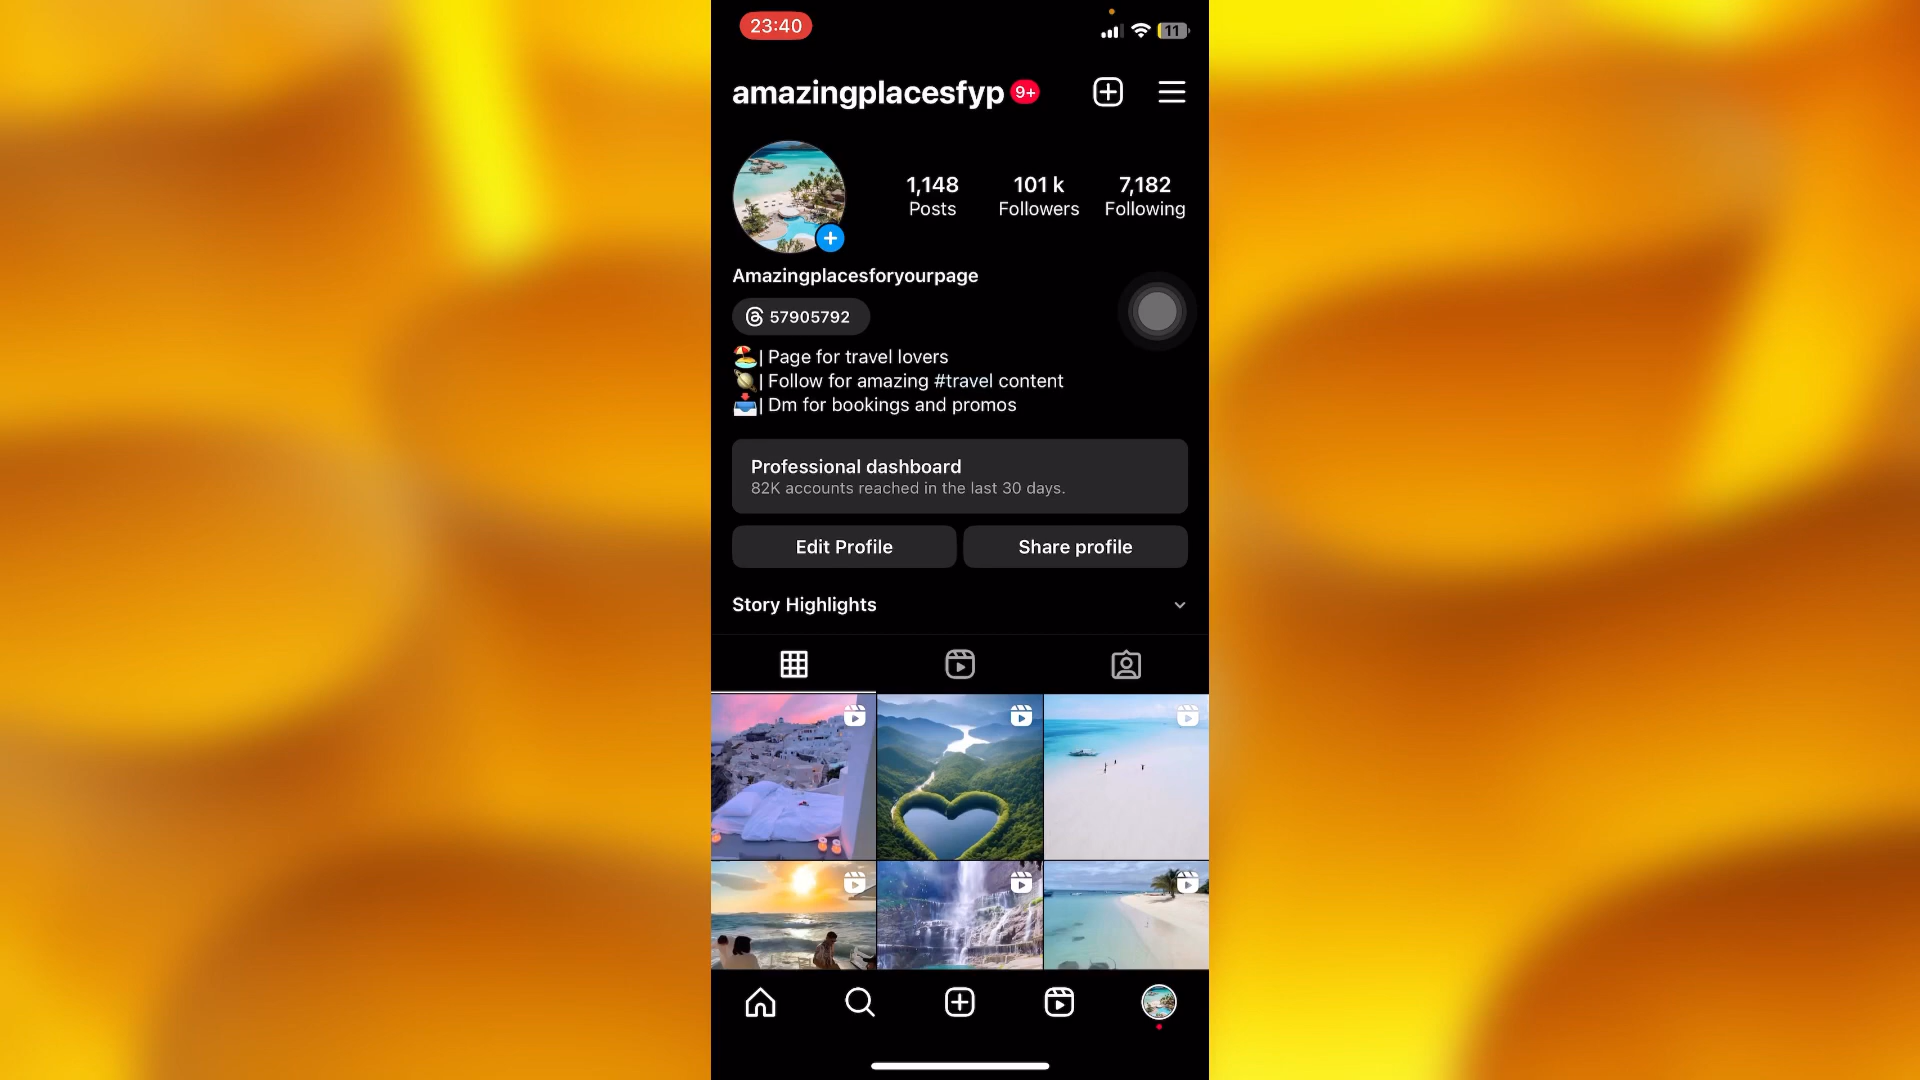 23:40
11
amazingplacesfyp 9+
1,148 101 k 7,182
Posts Followers Following
Amazingplacesforyourpage
57905792
| Page for travel lovers
| Follow for amazing #travel content
| Dm for bookings and promos
Professional dashboard
82K accounts reached in the last 30 days.
Edit Profile Share profile
Story Highlights